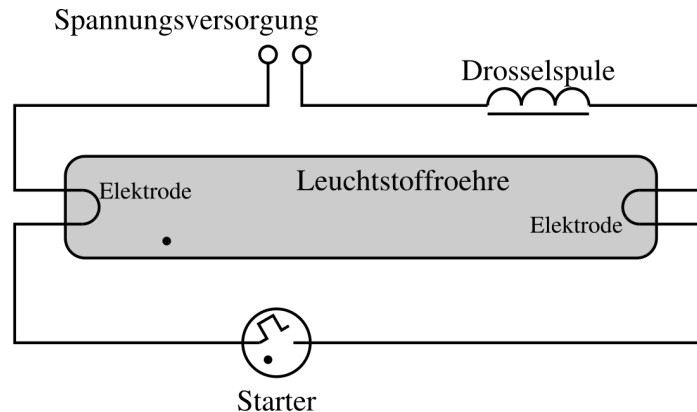 Spannungsversorgung
Drosselspule
Leuchtstoffroehre
Elektrode
Elektrode
Starter